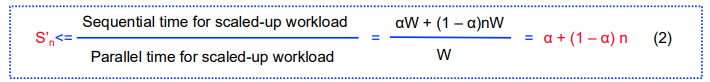 Sequential time for scaled-up workload αW + (1 – α)nW
S'n<= = = α + (1 – α) n (2)
Parallel time for scaled-up workload W